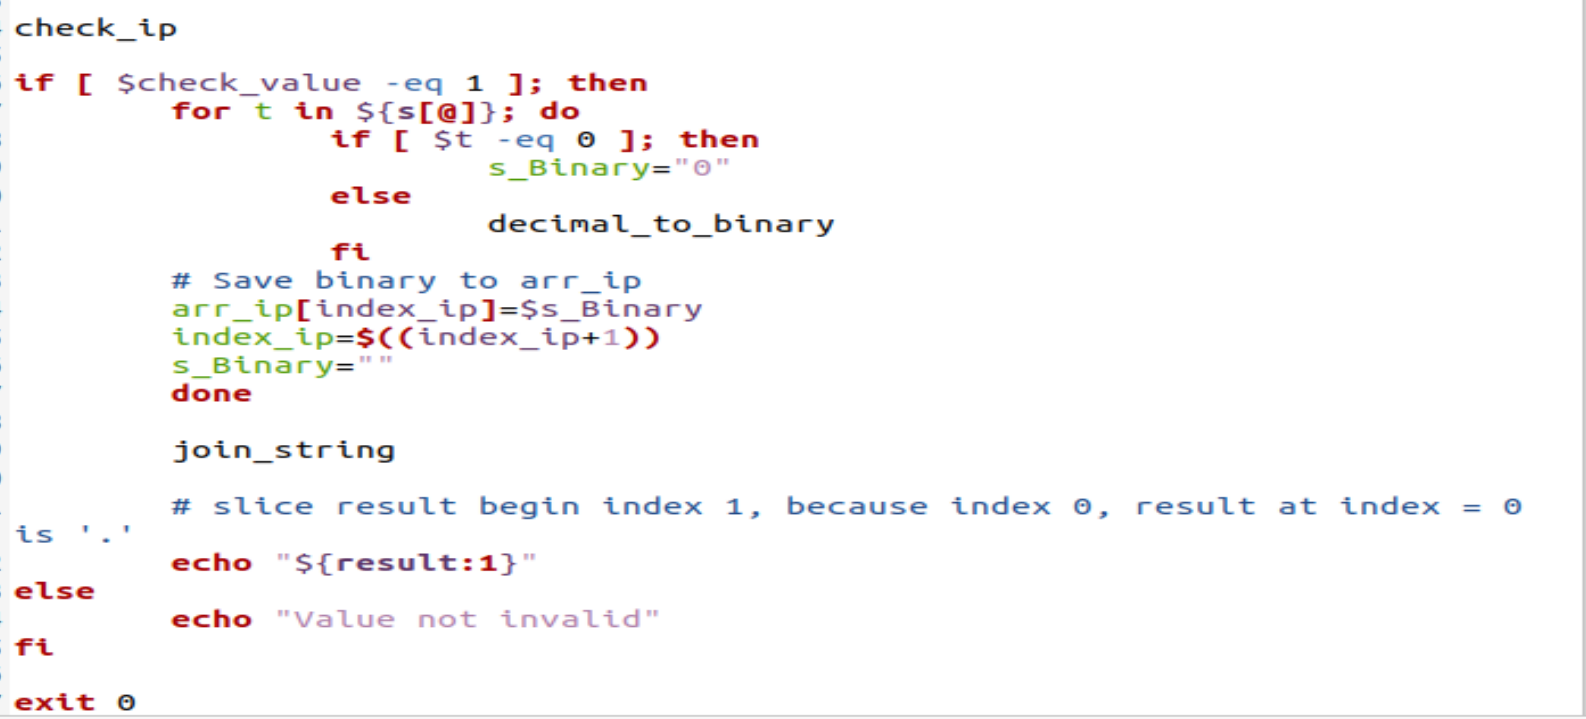 check_ip
if [ $check_value -eq 1 ]; then
for t in ${s[@]}; do
if [ $t -eq 0 ]; then
s_Binary="0"
else
decimal_to_binary
fi
# Save binary to arr_ip
arr_ip[index_ip]=$s_Binary
index_ip=$((index_ip+1))
s_Binary=""
done
join_string
# slice result begin index 1, because index 0, result at index = 0
is '.'
echo "${result:1}"
else
echo "Value not invalid"
fi
exit 0